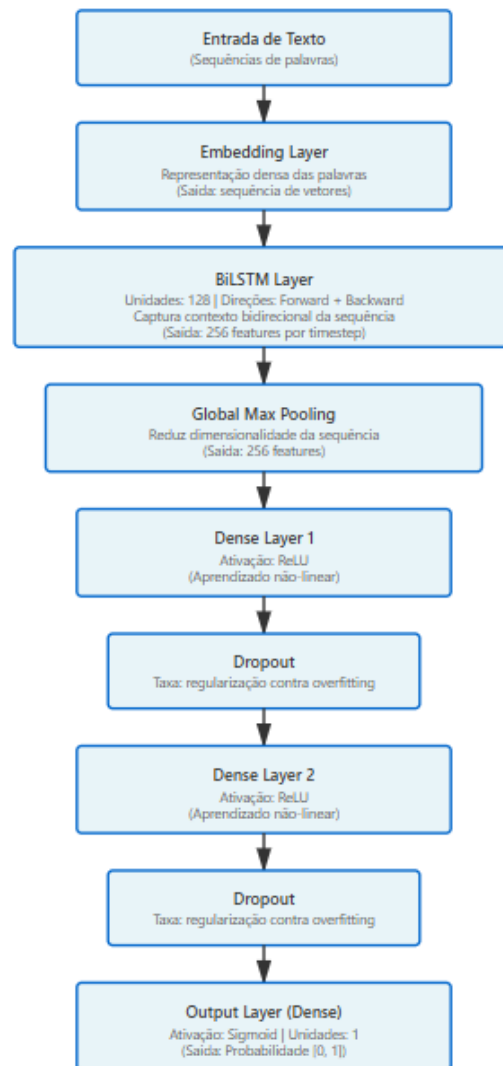 Entrada de Texto
(Sequências de palavras)
Embedding Layer
Representação densa das palavras
(Saída: sequência de vetores)
BiLSTM Layer
Unidades: 128 | Direções: Forward + Backward
Captura contexto bidirecional da sequência
(Saída: 256 features por timestep)
Global Max Pooling
Reduz dimensionalidade da sequência
(Saída: 256 features)
Dense Layer 1
Ativação: ReLU
(Aprendizado não-linear)
Dropout
Taxa: regularização contra overfitting
Dense Layer 2
Ativação: ReLU
(Aprendizado não-linear)
Dropout
Taxa: regularização contra overfitting
Output Layer (Dense)
Ativação: Sigmoid | Unidades: 1
(Saída: Probabilidade [0, 1])